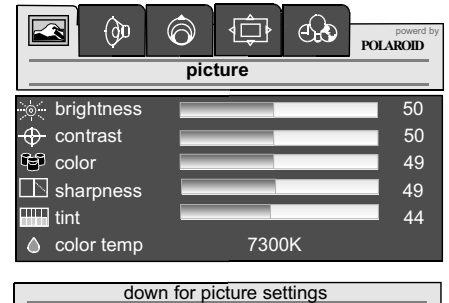 powerd by
POLAROID
picture
brightness 50
contrast 50
color 49
sharpness 49
tint 44
color temp 7300K
down for picture settings